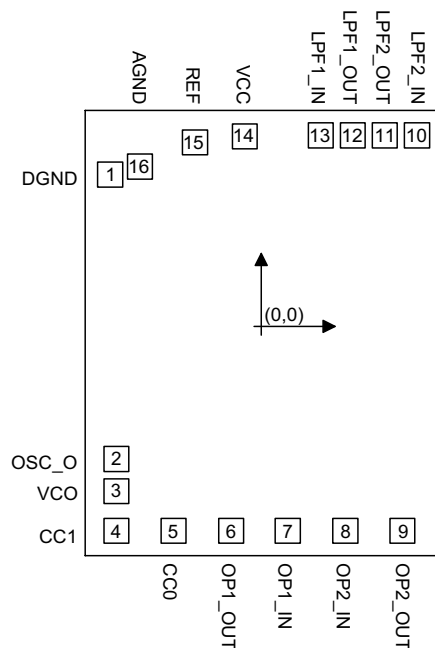 AGND
REF
VCC
LPF1_IN
LPF1_OUT
LPF2_OUT
LPF2_IN
15
14
13
12
11
10
DGND
1
16
(0,0)
OSC_O
2
VCO
3
CC1
4
5
6
7
8
9
CC0
OP1_OUT
OP1_IN
OP2_IN
OP2_OUT